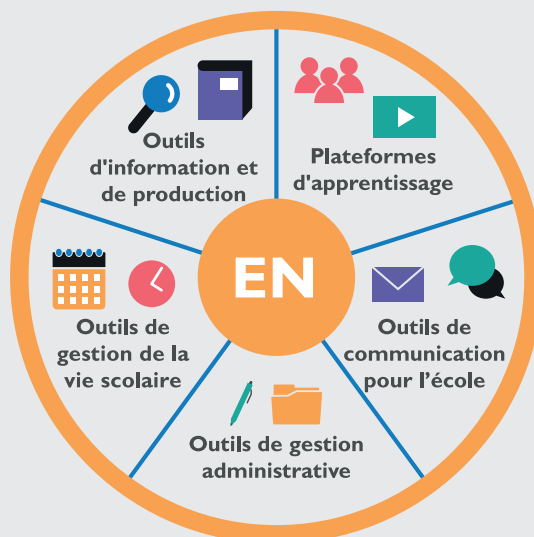 Outils
d'information et
de production
Plateformes
d'apprentissage
EN
Outils de
gestion de la
vie scolaire
Outils de
communication
pour l'école
Outils de gestion
administrative